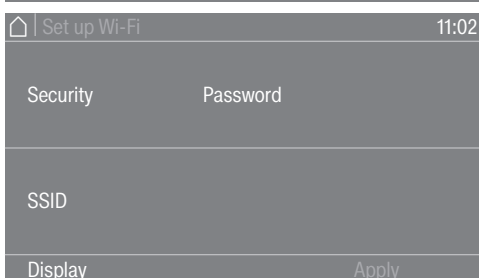 Set up Wi-Fi 11:02
Security Password
SSID
Display Apply